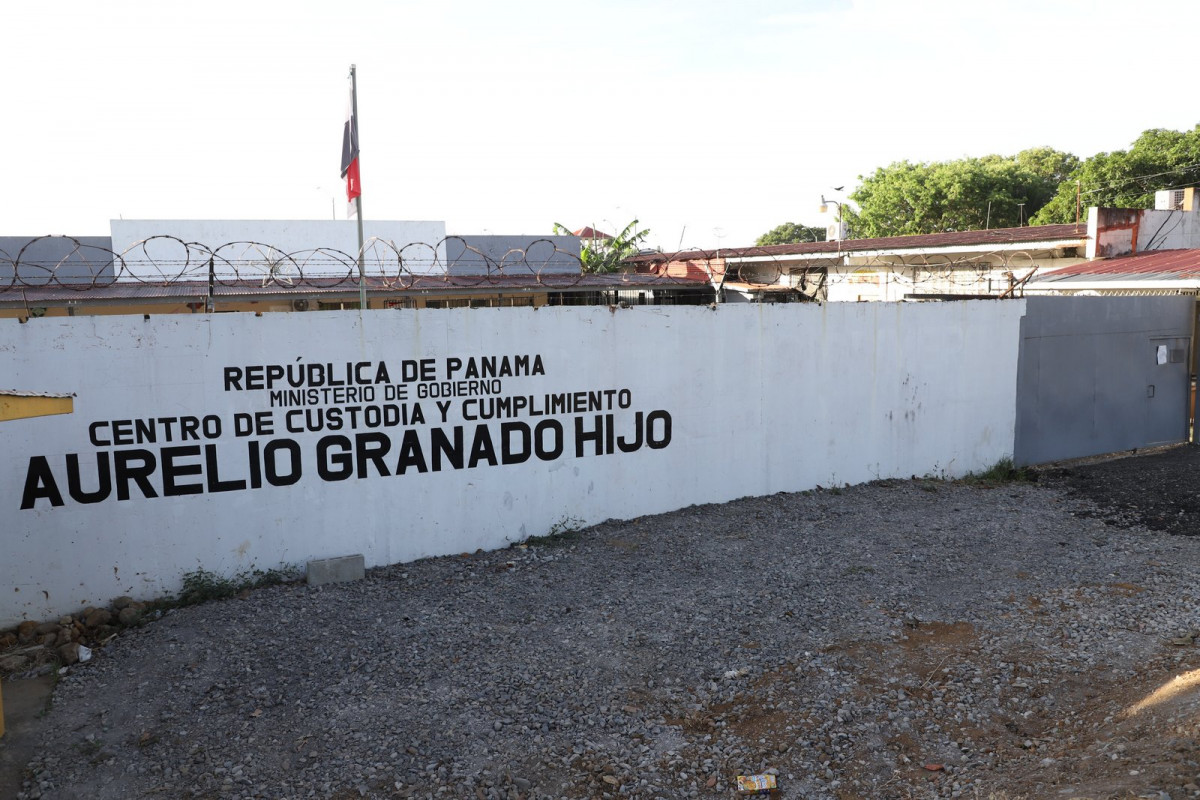 REPÚBLICA DE PANAMA
MINISTERIO DE GOBIERNO
CENTRO DE CUSTODIA Y CUMPLIMIENTO
AURELIO GRANADO HIJO